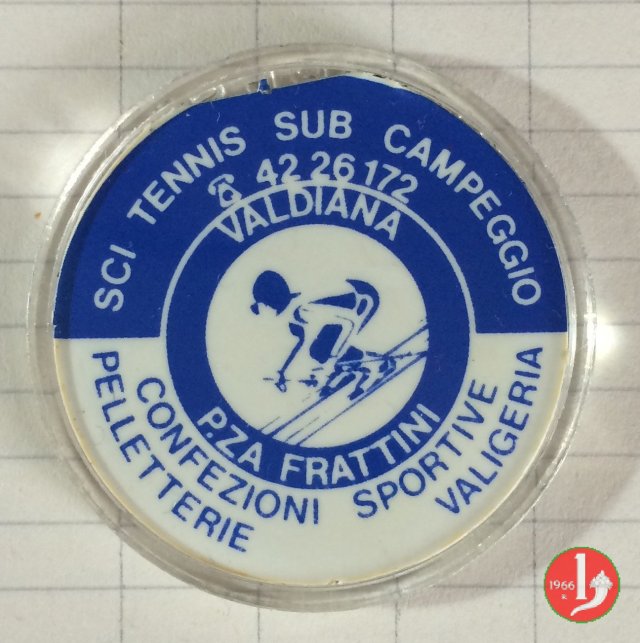 SCI TENNIS SUB CAMPEGGIO
☎ 42 26 172
VALDIANA
P.ZA FRATTINI
CONFEZIONI SPORTIVE
PELLETTERIE VALIGERIA
1966
K.